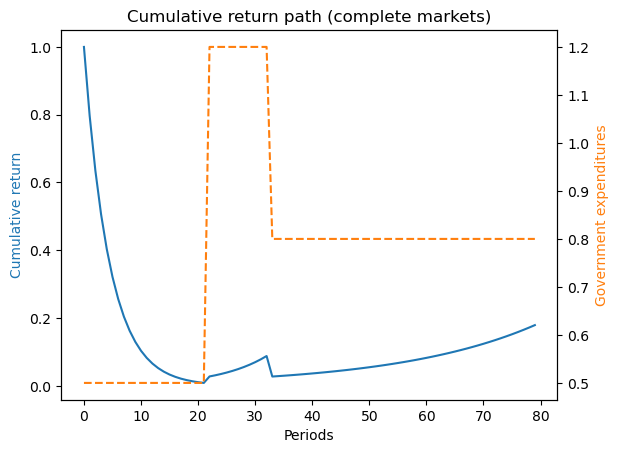 Cumulative return path (complete markets)
1.0
0.8
0.6
0.4
0.2
0.0
Cumulative return
1.2
1.1
1.0
0.9
0.8
0.7
0.6
0.5
Government expenditures
0 10 20 30 40 50 60 70 80
Periods